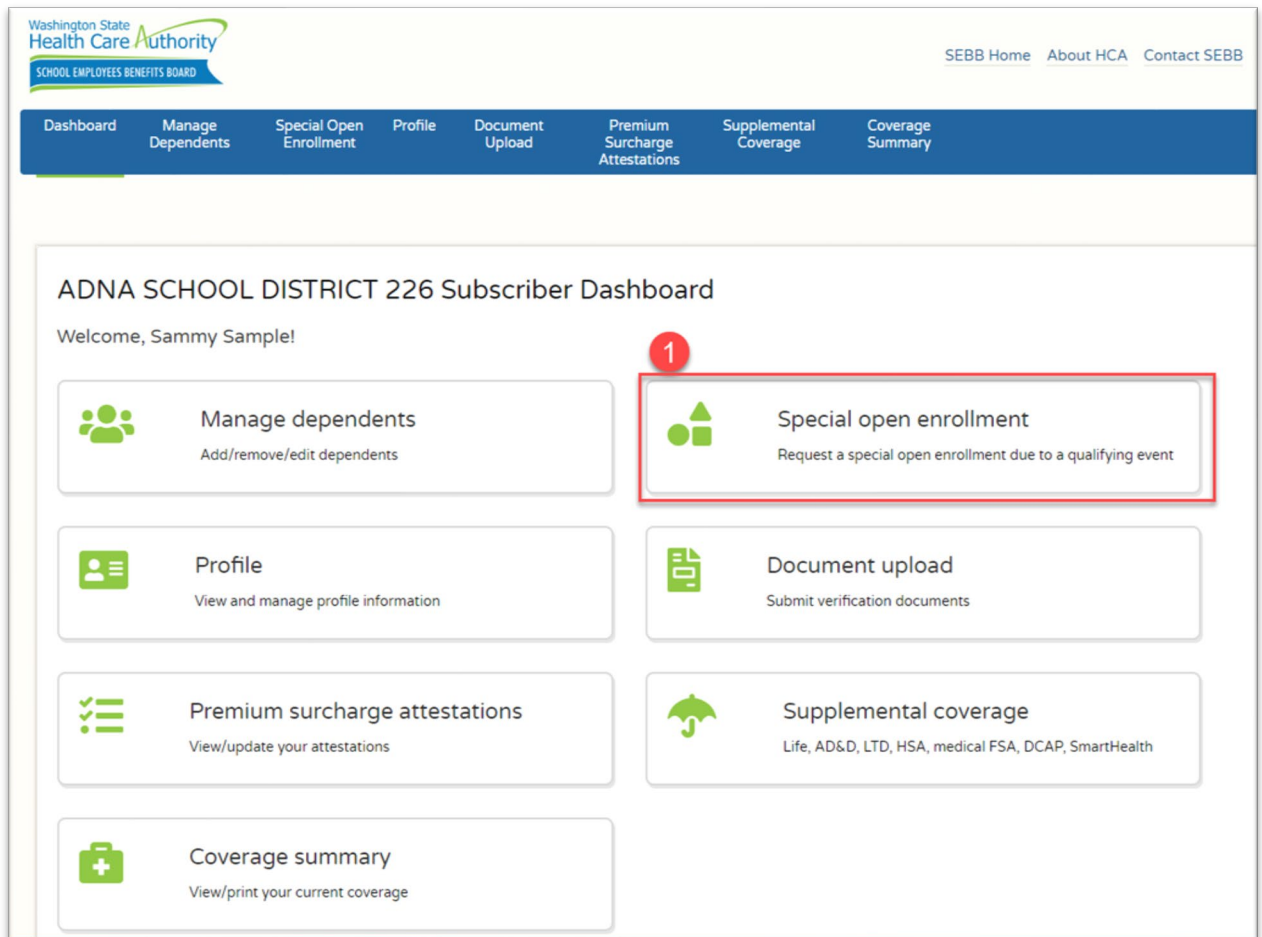 Washington State
Health Care Authority
SCHOOL EMPLOYEES BENEFITS BOARD
SEBB Home About HCA Contact SEBB
Dashboard
Manage
Dependents
Special Open
Enrollment
Profile
Document
Upload
Premium
Surcharge
Attestations
Supplemental
Coverage
Coverage
Summary
ADNA SCHOOL DISTRICT 226 Subscriber Dashboard
Welcome, Sammy Sample!
1
Manage dependents
Add/remove/edit dependents
Special open enrollment
Request a special open enrollment due to a qualifying event
Profile
View and manage profile information
Document upload
Submit verification documents
Premium surcharge attestations
View/update your attestations
Supplemental coverage
Life, AD&D, LTD, HSA, medical FSA, DCAP, SmartHealth
Coverage summary
View/print your current coverage